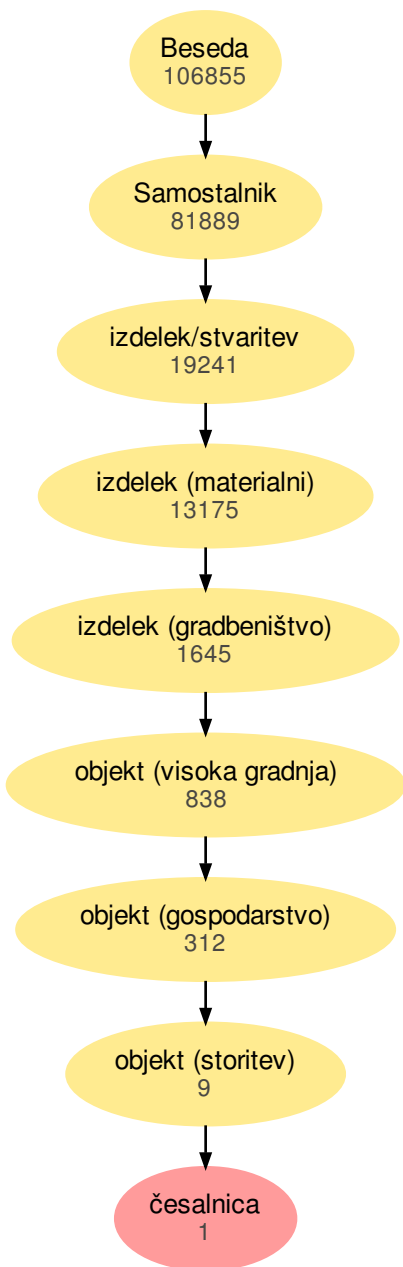 Beseda
106855
Samostalnik
81889
izdelek/stvaritev
19241
izdelek (materialni)
13175
izdelek (gradbeništvo)
1645
objekt (visoka gradnja)
838
objekt (gospodarstvo)
312
objekt (storitev)
9
česalnica
1